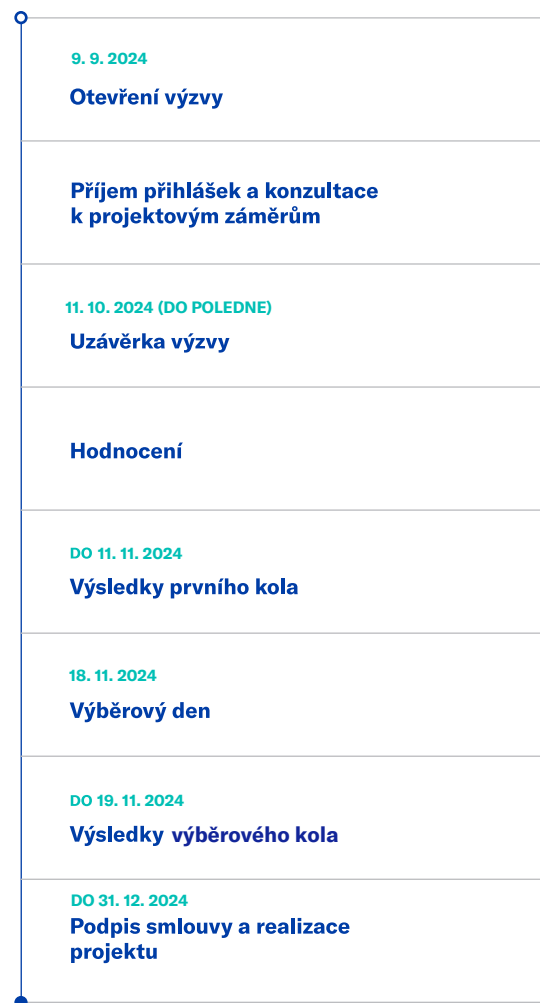 9. 9. 2024
Otevření výzvy
Příjem přihlášek a konzultace
k projektovým záměrům
11. 10. 2024 (DO POLEDNE)
Uzávěrka výzvy
Hodnocení
DO 11. 11. 2024
Výsledky prvního kola
18. 11. 2024
Výběrový den
DO 19. 11. 2024
Výsledky výběrového kola
DO 31. 12. 2024
Podpis smlouvy a realizace
projektu